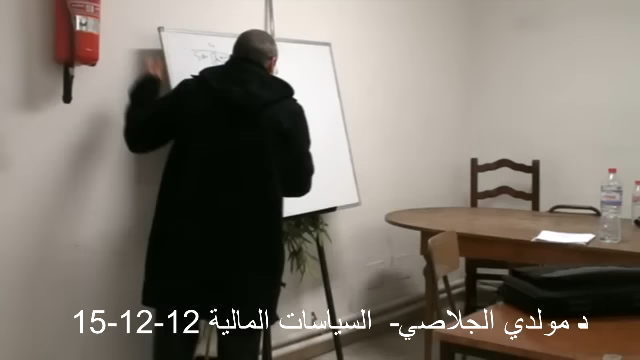 د مولدي الجلاصي- السياسات المالية 12-12-15